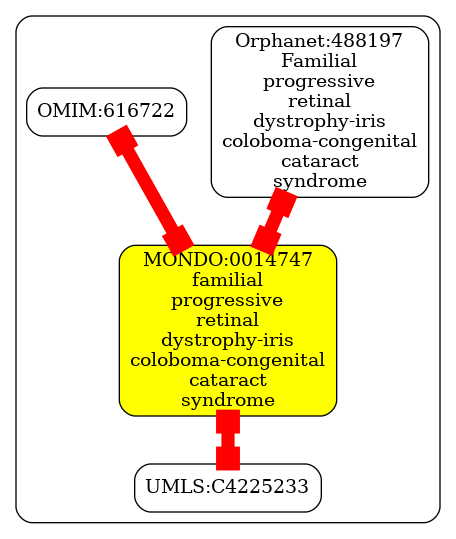 OMIM:616722
Orphanet:488197
Familial
progressive
retinal
dystrophy-iris
coloboma-congenital
cataract
syndrome
MONDO:0014747
familial
progressive
retinal
dystrophy-iris
coloboma-congenital
cataract
syndrome
UMLS:C4225233